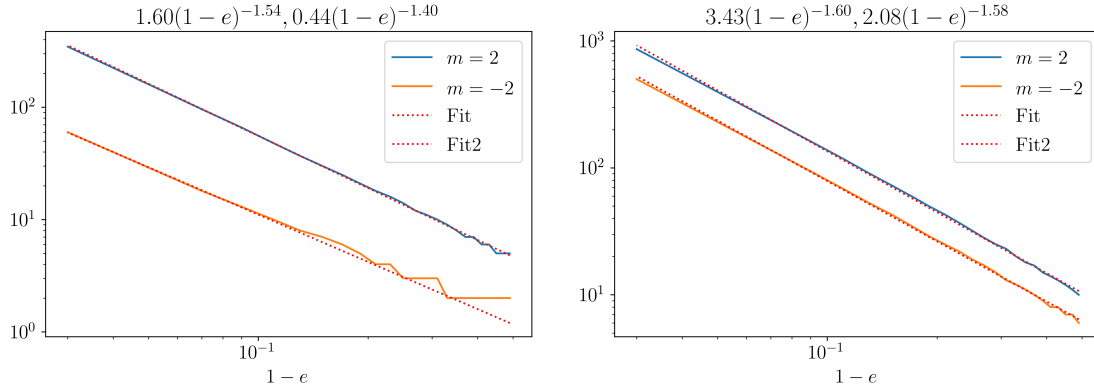 1.60(1 − e)^{−1.54}, 0.44(1 − e)^{−1.40}
10^2
10^1
10^0
m = 2
m = −2
Fit
Fit2
10^{−1}
1 − e
3.43(1 − e)^{−1.60}, 2.08(1 − e)^{−1.58}
10^3
10^2
10^1
m = 2
m = −2
Fit
Fit2
10^{−1}
1 − e